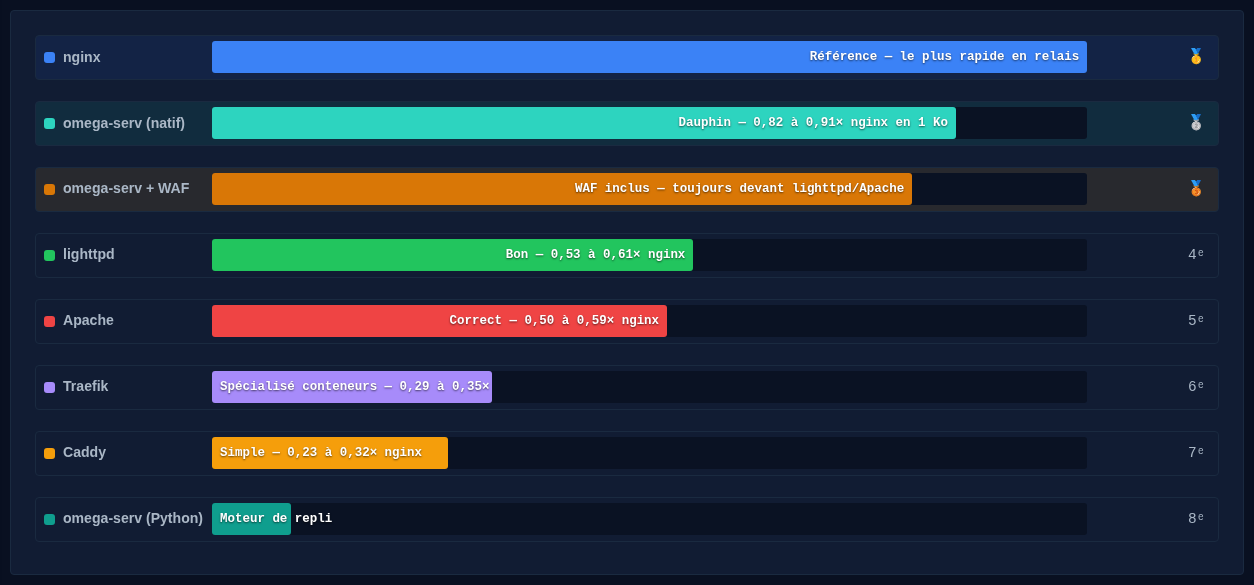 nginx Référence — le plus rapide en relais 🥇
omega-serv (natif) Dauphin — 0,82 à 0,91× nginx en 1 Ko 🥈
omega-serv + WAF WAF inclus — toujours devant lighttpd/Apache 🥉
lighttpd Bon — 0,53 à 0,61× nginx 4ᵉ
Apache Correct — 0,50 à 0,59× nginx 5ᵉ
Traefik Spécialisé conteneurs — 0,29 à 0,35× 6ᵉ
Caddy Simple — 0,23 à 0,32× nginx 7ᵉ
omega-serv (Python) Moteur de repli 8ᵉ